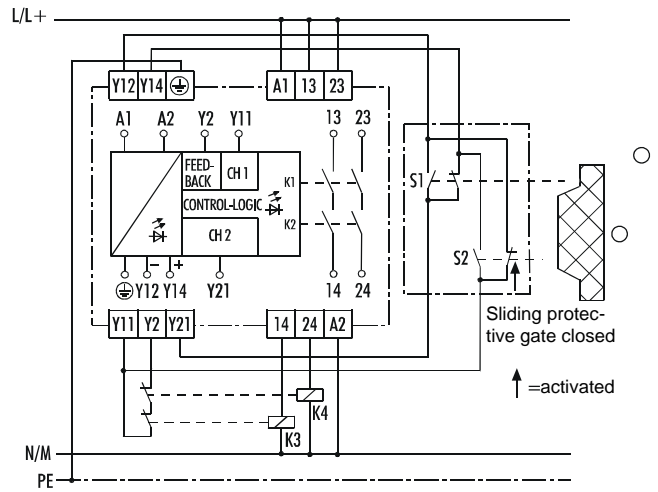 L/L+
Y12 Y14
A1 13 23
A1 A2 Y2 Y11 13 23
FEED-
BACK
CH 1
K1
CONTROL-LOGIC
K2
CH 2
S1
S2
− +
Y12 Y14 Y21 14 24
Y11 Y2 Y21
14 24 A2
Sliding protec-
tive gate closed
=activated
K4
K3
N/M
PE